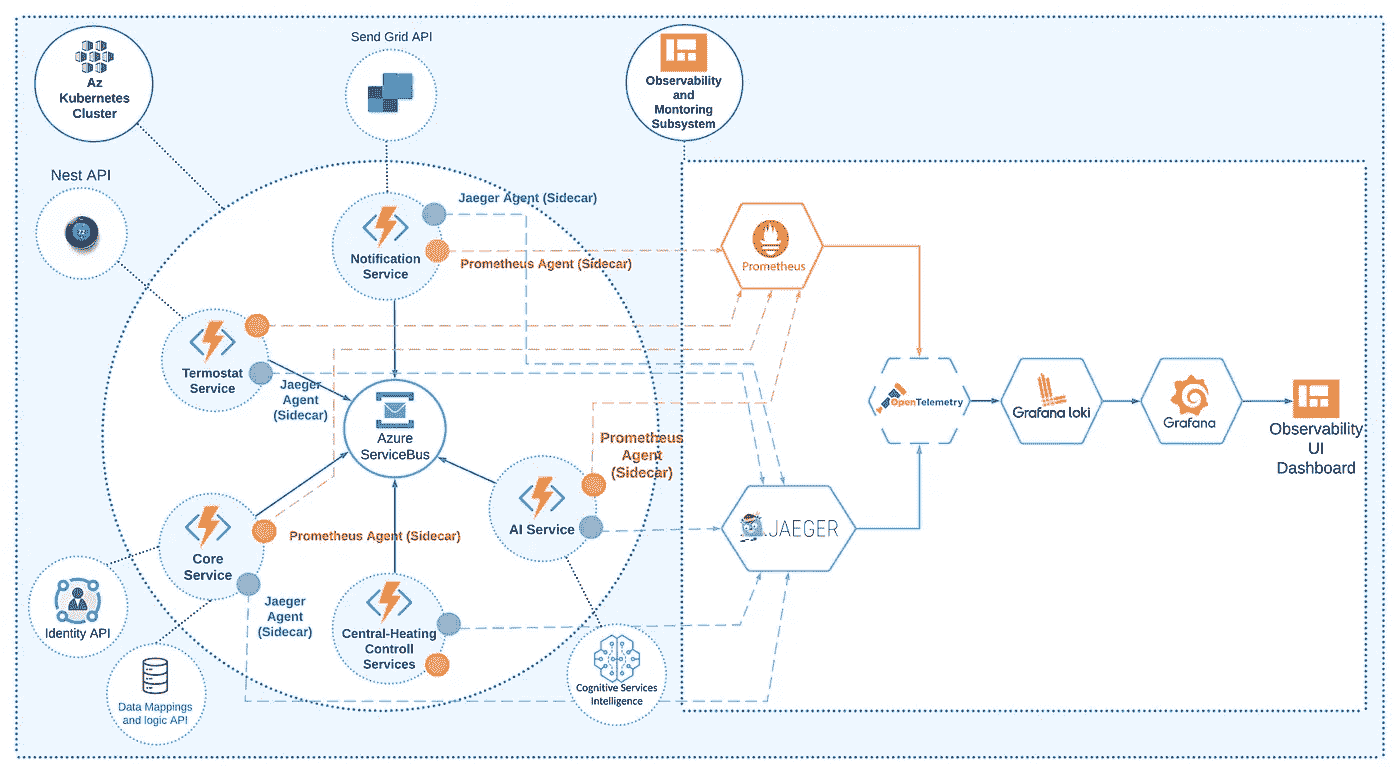 Send Grid API
Az
Kubernetes
Cluster
Observability
and
Montoring
Subsystem
Nest API
72
Jaeger Agent (Sidecar)
Notification
Service
Prometheus Agent (Sidecar)
Prometheus
Termostat
Service
Jaeger
Agent
(Sidecar)
Azure
ServiceBus
OpenTelemetry
Grafana loki
Grafana
Observability
UI
Dashboard
Prometheus
Agent
(Sidecar)
AI Service
JAEGER
Core
Service
Prometheus Agent (Sidecar)
Jaeger
Agent
(Sidecar)
Identity API
Central-Heating
Controll
Services
Data Mappings
and logic API
Cognitive Services
Intelligence